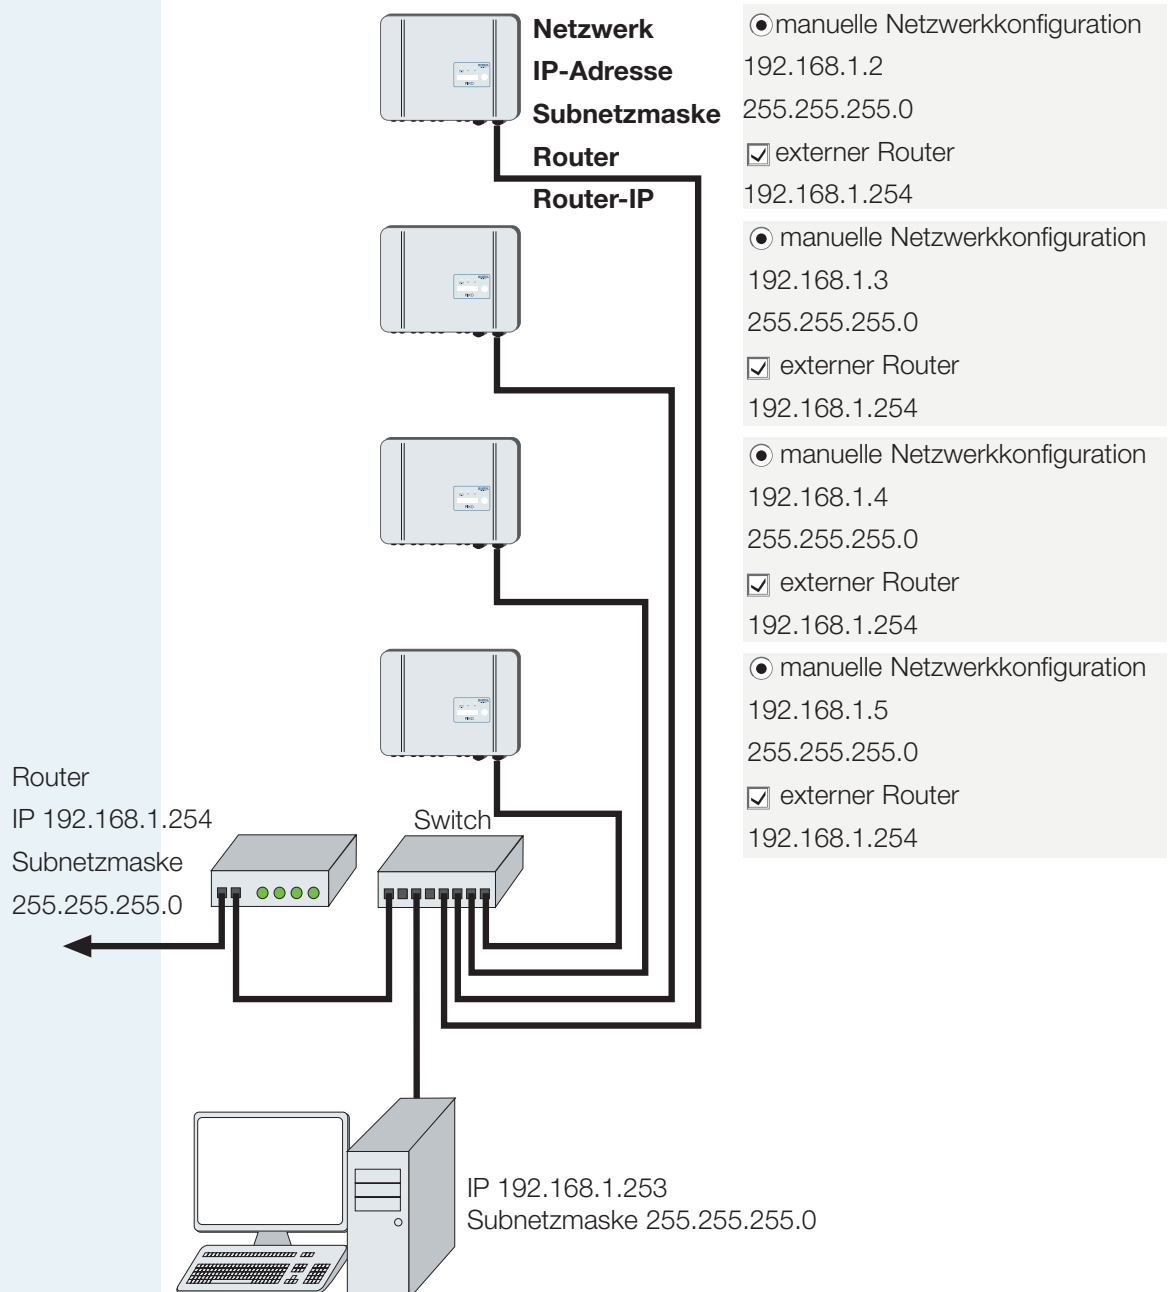 Netzwerk manuelle Netzwerkkonfiguration
IP-Adresse 192.168.1.2
Subnetzmaske 255.255.255.0
Router externer Router
Router-IP 192.168.1.254
manuelle Netzwerkkonfiguration
192.168.1.3
255.255.255.0
externer Router
192.168.1.254
manuelle Netzwerkkonfiguration
192.168.1.4
255.255.255.0
externer Router
192.168.1.254
manuelle Netzwerkkonfiguration
192.168.1.5
255.255.255.0
externer Router
192.168.1.254
Router
IP 192.168.1.254
Subnetzmaske
255.255.255.0
Switch
IP 192.168.1.253
Subnetzmaske 255.255.255.0